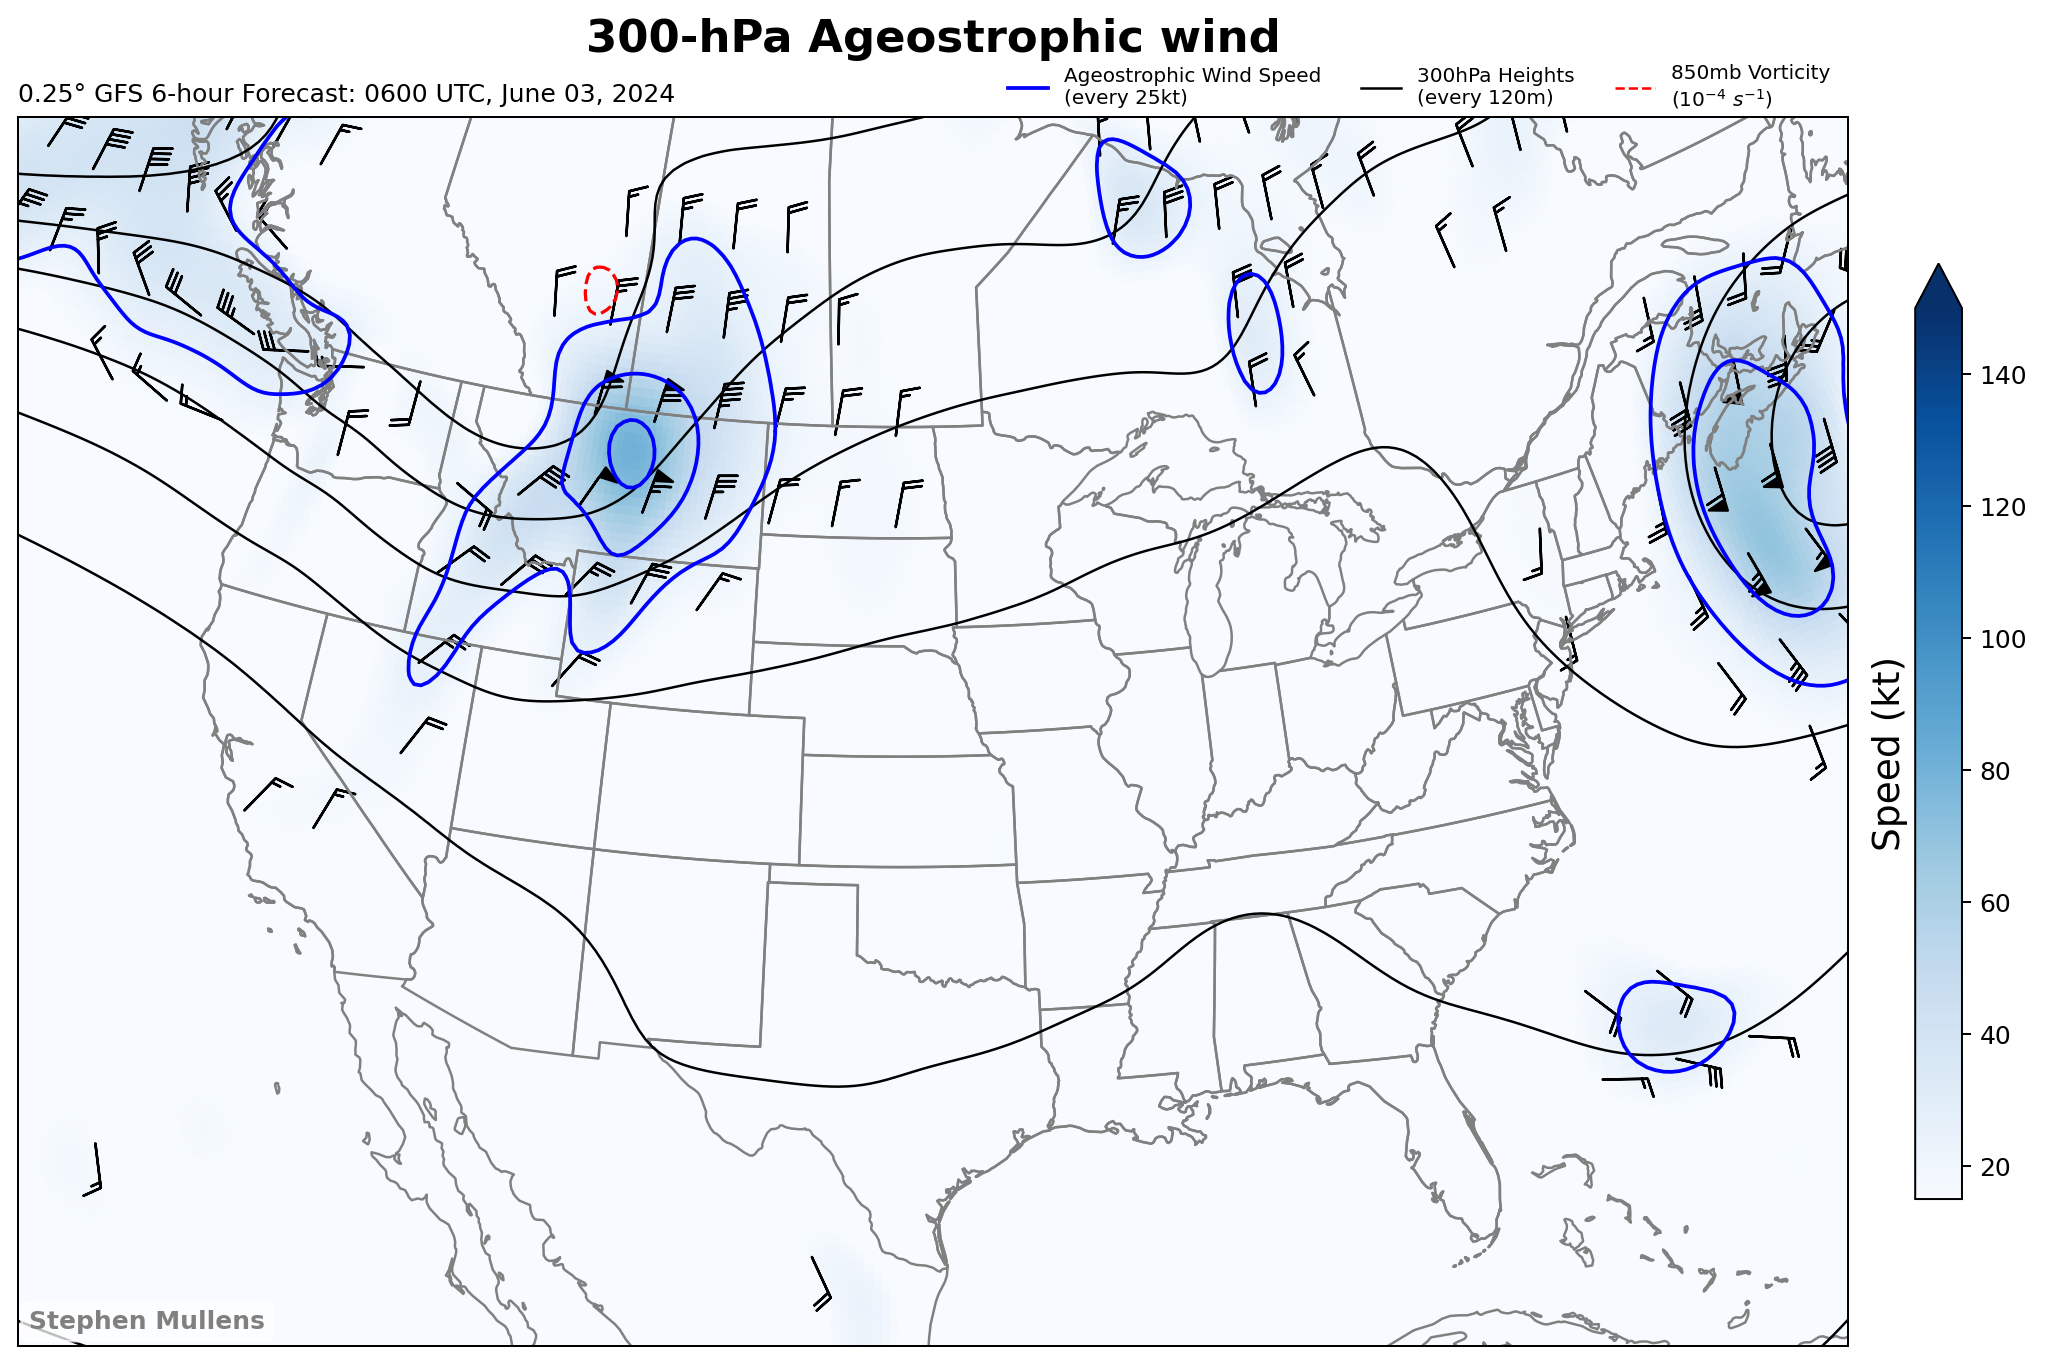 300-hPa Ageostrophic wind
0.25° GFS 6-hour Forecast: 0600 UTC, June 03, 2024
Ageostrophic Wind Speed
(every 25kt)
300hPa Heights
(every 120m)
850mb Vorticity
(10⁻⁴ s⁻¹)
140
120
100
80
60
40
20
Speed (kt)
Stephen Mullens